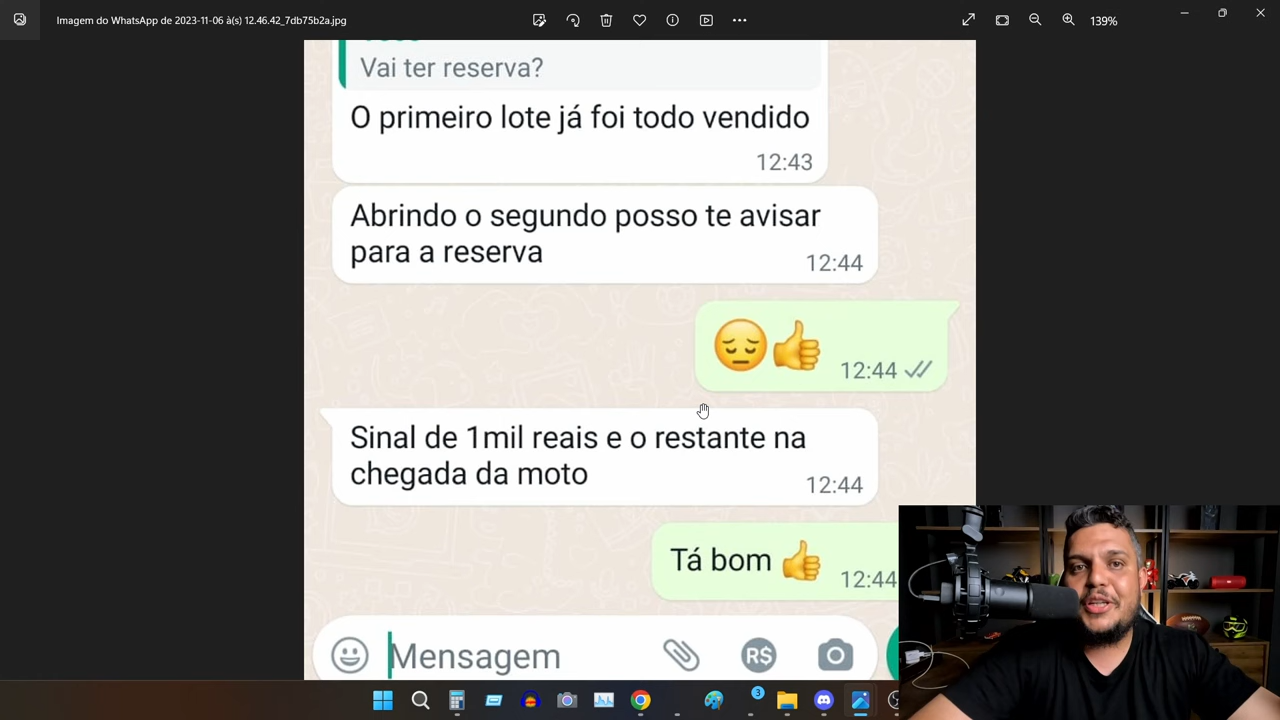 Imagem do WhatsApp de 2023-11-06 à(s) 12.46.42_7db75b2a.jpg
139%
Vai ter reserva?
O primeiro lote já foi todo vendido
12:43
Abrindo o segundo posso te avisar
para a reserva
12:44
12:44
Sinal de 1mil reais e o restante na
chegada da moto
12:44
Tá bom
12:44
Mensagem
R$
3